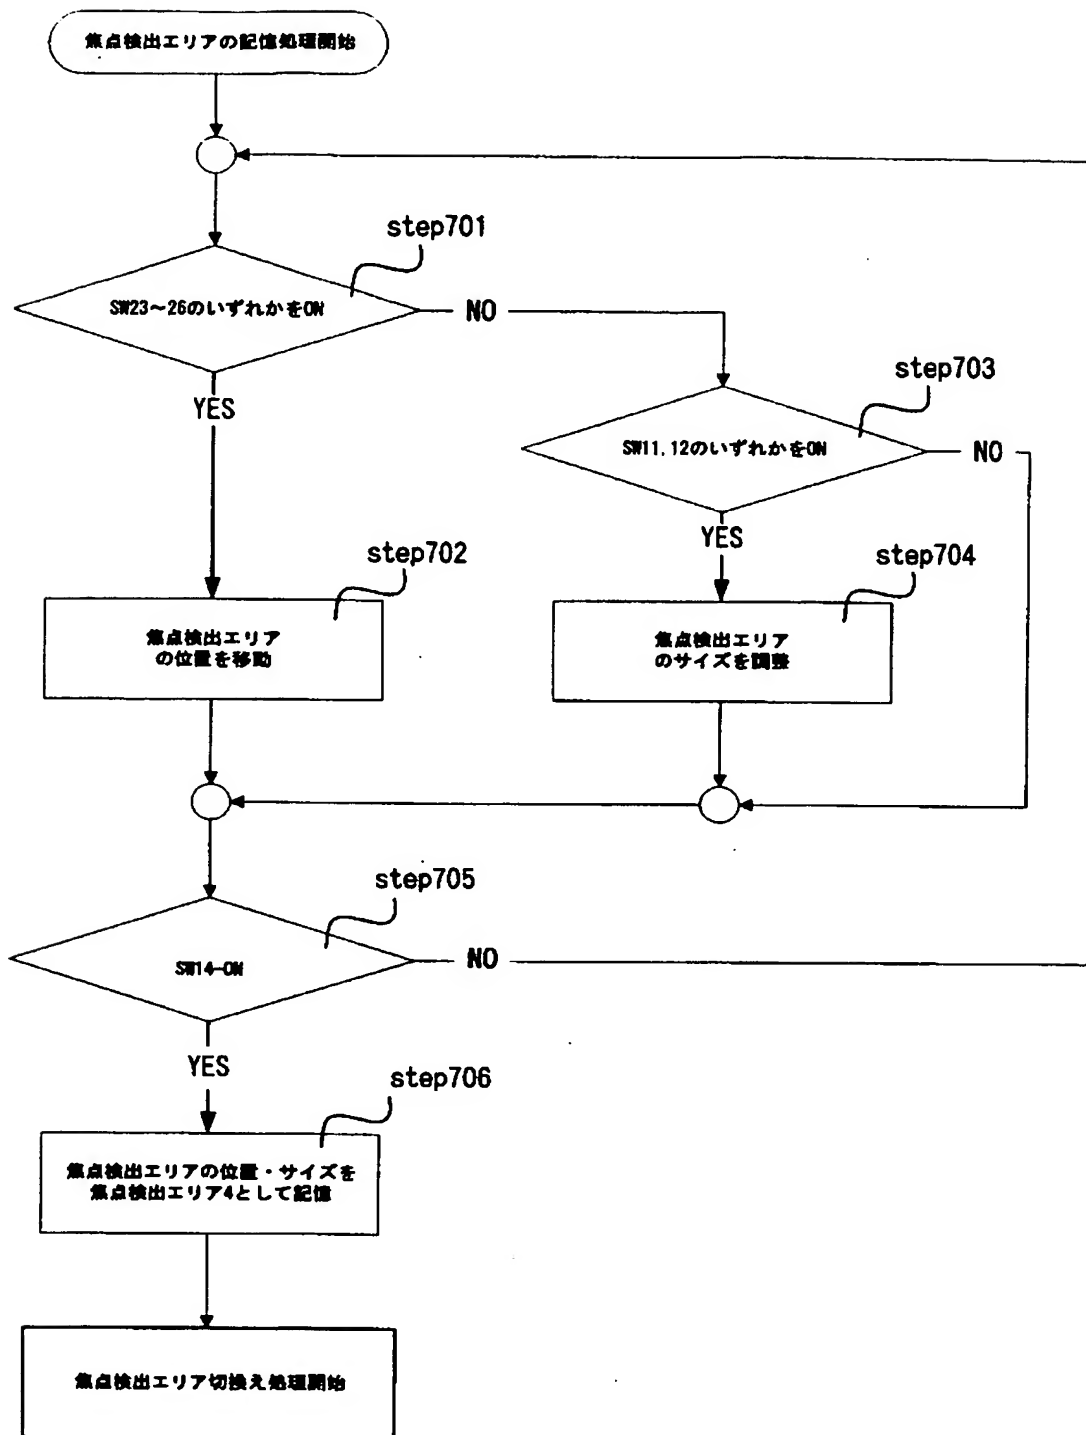 焦点検出エリアの記憶処理開始
step701
SW23～26のいずれかをON
NO
YES
step703
SW11,12のいずれかをON
NO
YES
step702
焦点検出エリア
の位置を移動
step704
焦点検出エリア
のサイズを調整
step705
SW14-ON
NO
YES
step706
焦点検出エリアの位置・サイズを
焦点検出エリア4として記憶
焦点検出エリア切換え処理開始